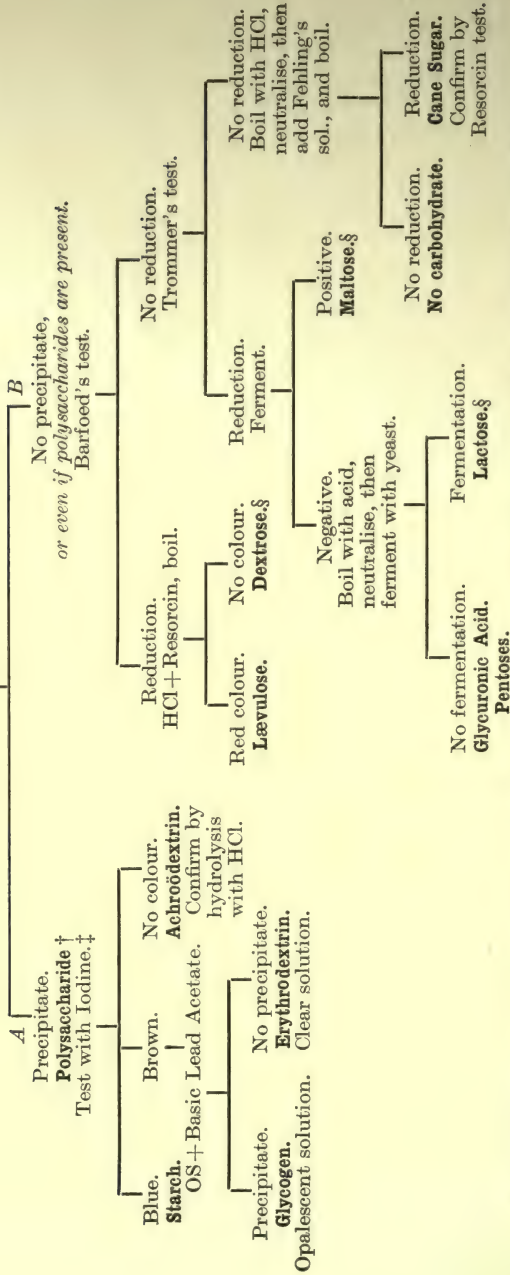 A
Precipitate.
Polysaccharide †
Test with Iodine.‡
Blue.
Starch.
Brown.
OS+Basic Lead Acetate.
Precipitate.
Glycogen.
Opalescent solution.
No precipitate.
Erythrodextrin.
Clear solution.
No colour.
Achroödextrin.
Confirm by
hydrolysis
with HCl.
B
No precipitate,
or even if polysaccharides are present.
Barfoed's test.
Reduction.
HCl+Resorcin, boil.
Red colour.
Lævulose.
No colour.
Dextrose.§
No reduction.
Trommer's test.
Reduction.
Ferment.
Negative.
Boil with acid,
neutralise, then
ferment with yeast.
No fermentation.
Glycuronic Acid.
Pentoses.
Fermentation.
Lactose.§
Positive.
Maltose.§
No reduction.
Boil with HCl,
neutralise, then
add Fehling's
sol., and boil.
No reduction.
No carbohydrate.
Reduction.
Cane Sugar.
Confirm by
Resorcin test.